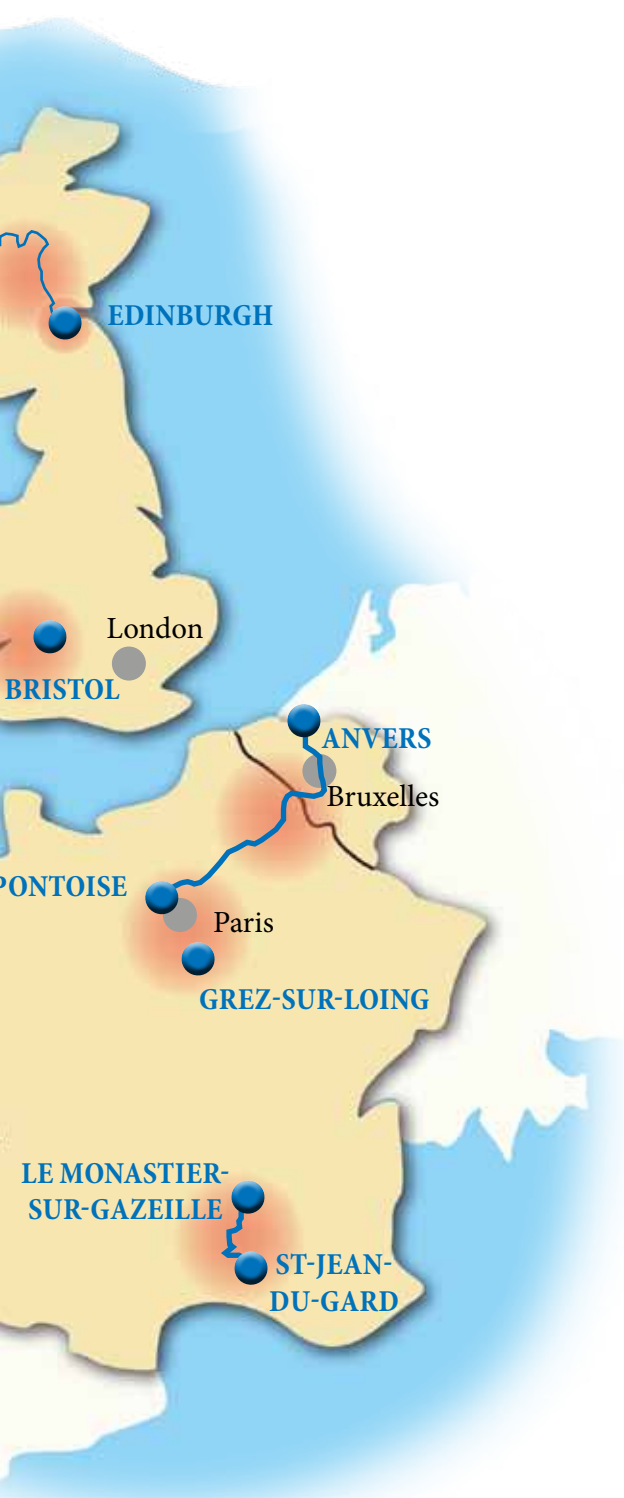 EDINBURGH
London
BRISTOL
ANVERS
Bruxelles
PONTOISE
Paris
GREZ-SUR-LOING
LE MONASTIER-
SUR-GAZEILLE
ST-JEAN-
DU-GARD